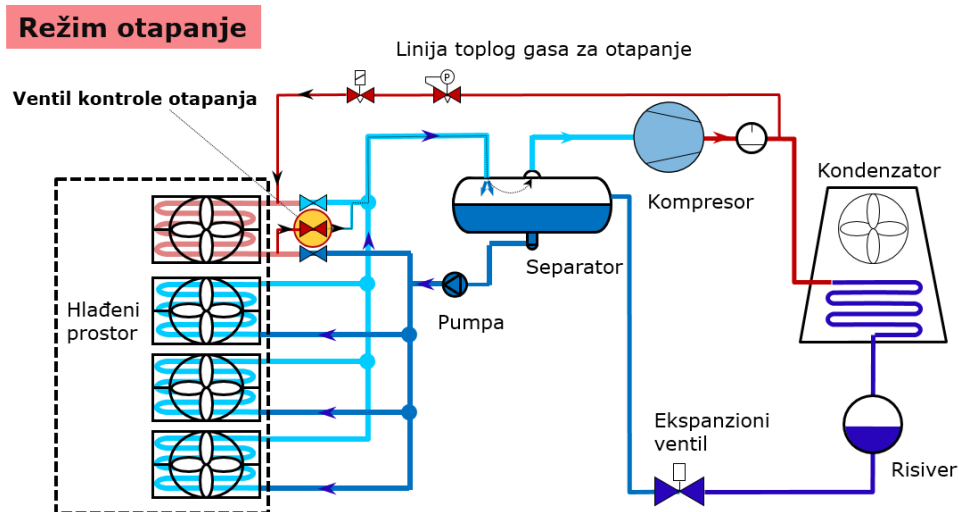 Režim otapanje
Linija toplog gasa za otapanje
P
Ventil kontrole otapanja
Kondenzator
Kompresor
Separator
Hlađeni
prostor
Pumpa
Ekspanzioni
ventil
Risiver